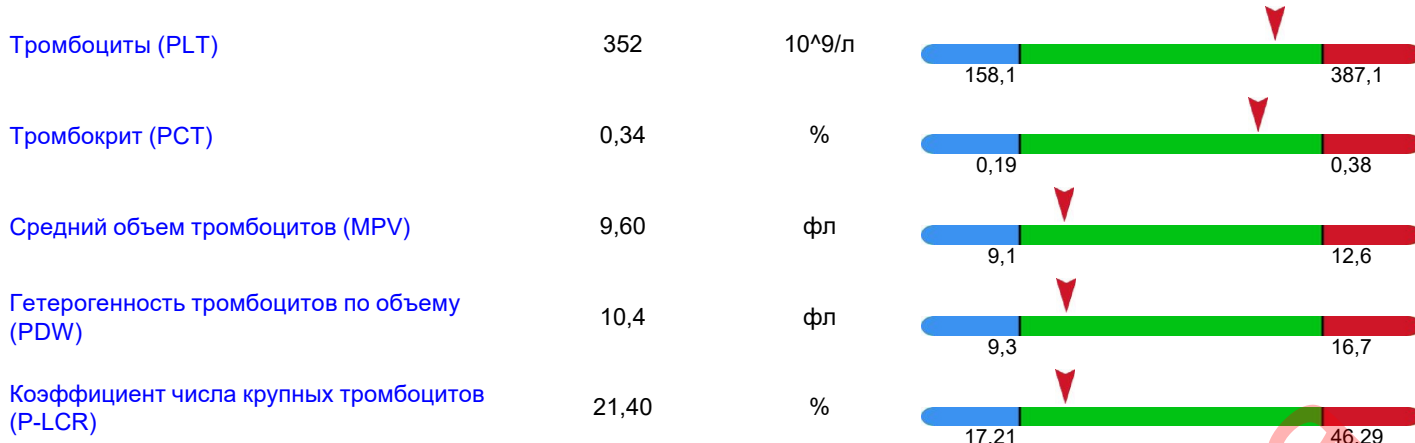 Тромбоциты (PLT) 352 10^9/л
158,1 387,1
Тромбокрит (PCT) 0,34 %
0,19 0,38
Средний объем тромбоцитов (MPV) 9,60 фл
9,1 12,6
Гетерогенность тромбоцитов по объему
(PDW) 10,4 фл
9,3 16,7
Коэффициент числа крупных тромбоцитов
(P-LCR) 21,40 %
17,21 46,29